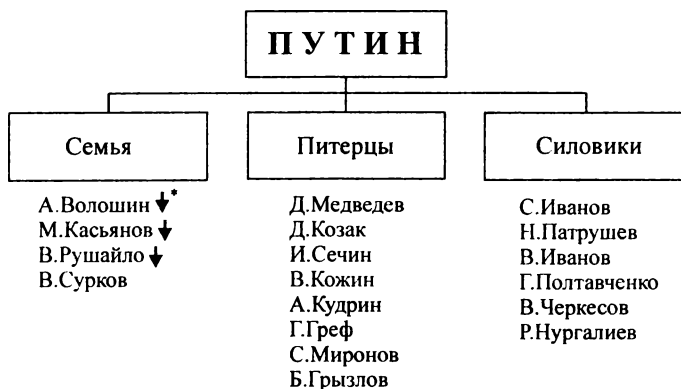 ПУТИН
Семья
А.Волошин ↓*
М.Касьянов ↓
В.Рушайло ↓
В.Сурков
Питерцы
Д.Медведев
Д.Козак
И.Сечин
В.Кожин
А.Кудрин
Г.Греф
С.Миронов
Б.Грызлов
Силовики
С.Иванов
Н.Патрушев
В.Иванов
Г.Полтавченко
В.Черкесов
Р.Нургалиев